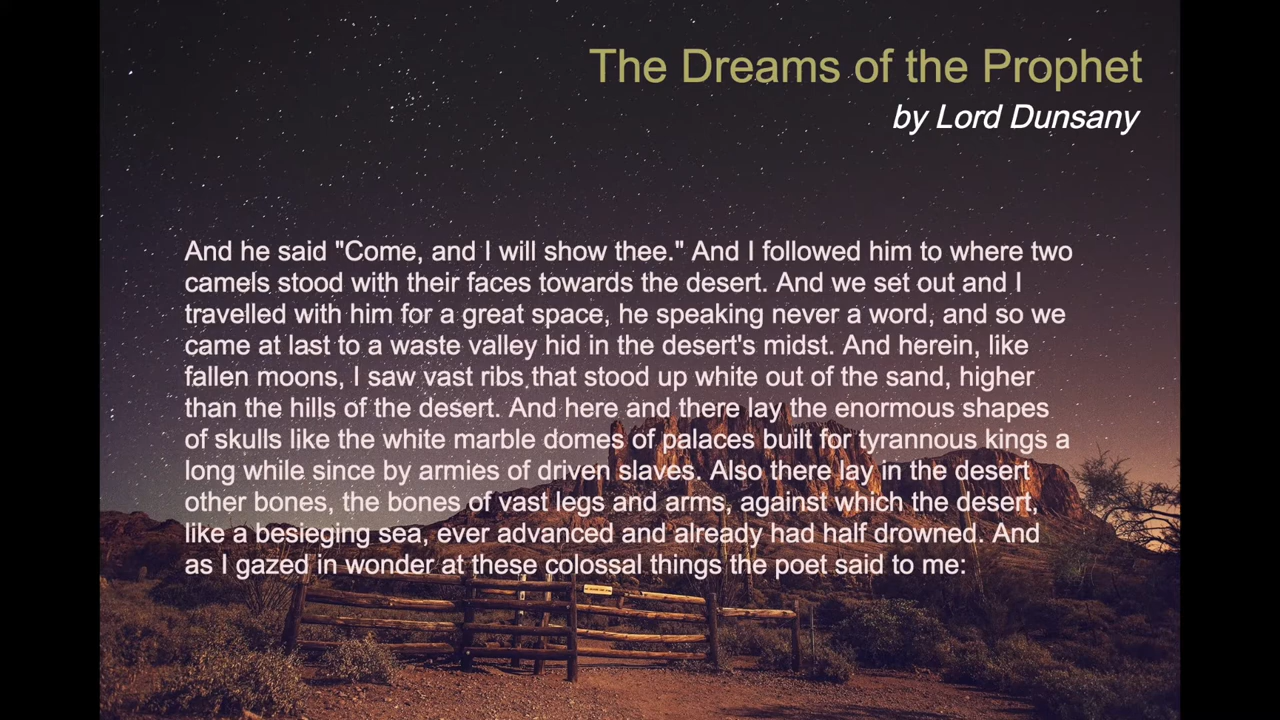 The Dreams of the Prophet
by Lord Dunsany
And he said "Come, and I will show thee." And I followed him to where two
camels stood with their faces towards the desert. And we set out and I
travelled with him for a great space, he speaking never a word, and so we
came at last to a waste valley hid in the desert's midst. And herein, like
fallen moons, I saw vast ribs that stood up white out of the sand, higher
than the hills of the desert. And here and there lay the enormous shapes
of skulls like the white marble domes of palaces built for tyrannous kings a
long while since by armies of driven slaves. Also there lay in the desert
other bones, the bones of vast legs and arms, against which the desert,
like a besieging sea, ever advanced and already had half drowned. And
as I gazed in wonder at these colossal things the poet said to me: